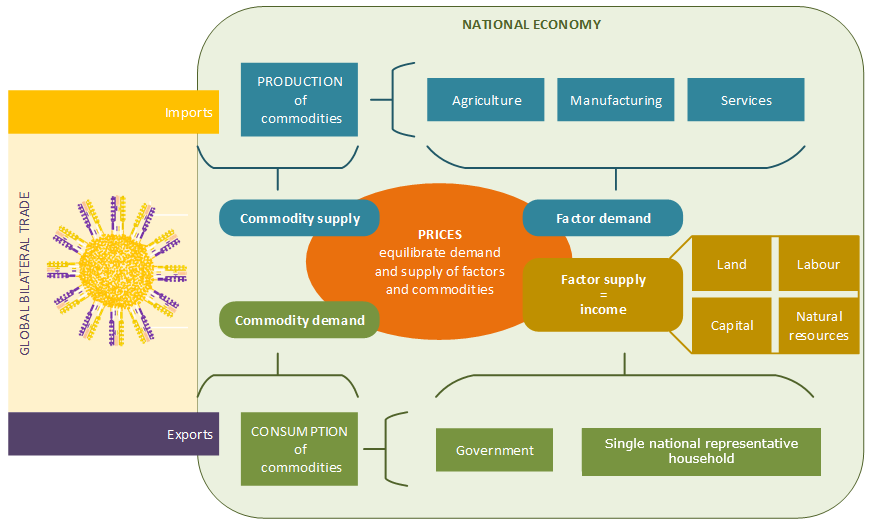 NATIONAL ECONOMY
PRODUCTION
of
commodities
Agriculture
Manufacturing
Services
Imports
GLOBAL BILATERAL TRADE
Commodity supply
PRICES
equilibrate demand
and supply of factors
and commodities
Factor demand
Factor supply
=
income
Land
Labour
Capital
Natural
resources
Commodity demand
Exports
CONSUMPTION
of
commodities
Government
Single national representative
household